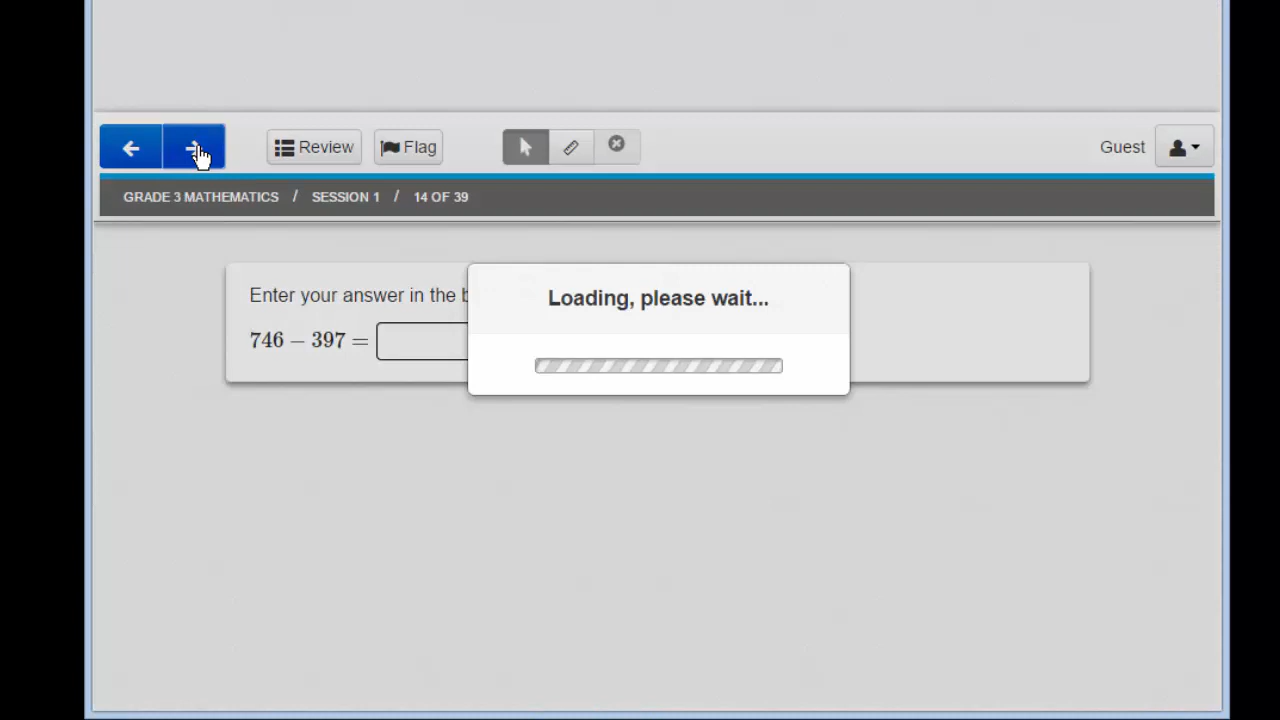 Review Flag Guest
GRADE 3 MATHEMATICS / SESSION 1 / 14 OF 39
Enter your answer in the
Loading, please wait...
746 − 397 =